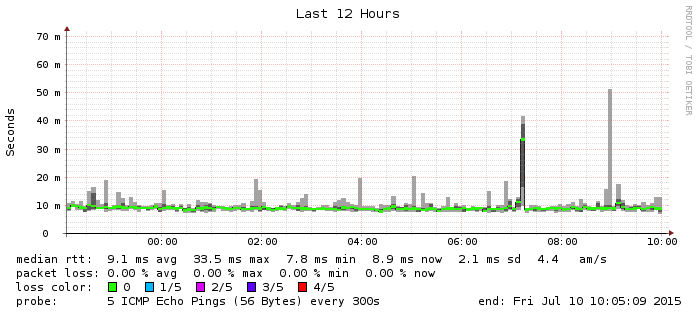 Last 12 Hours
RRDTOOL / TOBI OETIKER
Seconds
70 m
60 m
50 m
40 m
30 m
20 m
10 m
0
00:00 02:00 04:00 06:00 08:00 10:00
median rtt: 9.1 ms avg 33.5 ms max 7.8 ms min 8.9 ms now 2.1 ms sd 4.4 am/s
packet loss: 0.00 % avg 0.00 % max 0.00 % min 0.00 % now
loss color: 0 1/5 2/5 3/5 4/5
probe: 5 ICMP Echo Pings (56 Bytes) every 300s end: Fri Jul 10 10:05:09 2015